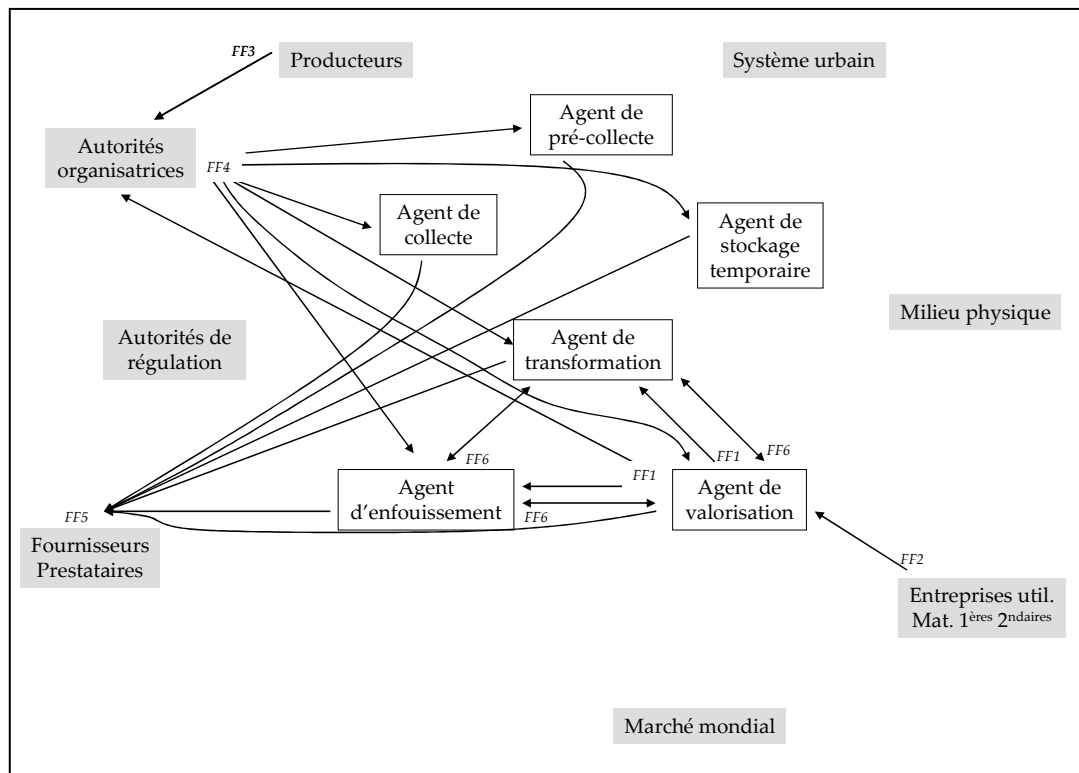 FF3
Producteurs
Système urbain
Agent de
pré-collecte
Autorités
organisatrices
FF4
Agent de
collecte
Agent de
stockage
temporaire
Milieu physique
Autorités de
régulation
Agent de
transformation
FF6
FF1
FF1
FF6
Agent
d'enfouissement
FF6
Agent de
valorisation
FF5
Fournisseurs
Prestataires
FF2
Entreprises util.
Mat. 1ères 2ndaires
Marché mondial